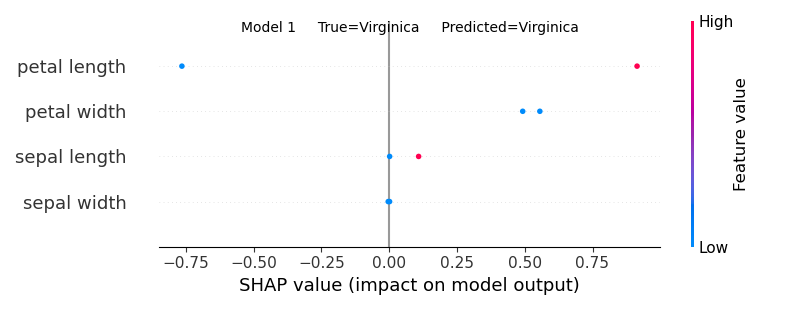 Model 1 True=Virginica Predicted=Virginica
High
petal length
petal width
sepal length
sepal width
Feature value
Low
−0.75 −0.50 −0.25 0.00 0.25 0.50 0.75
SHAP value (impact on model output)